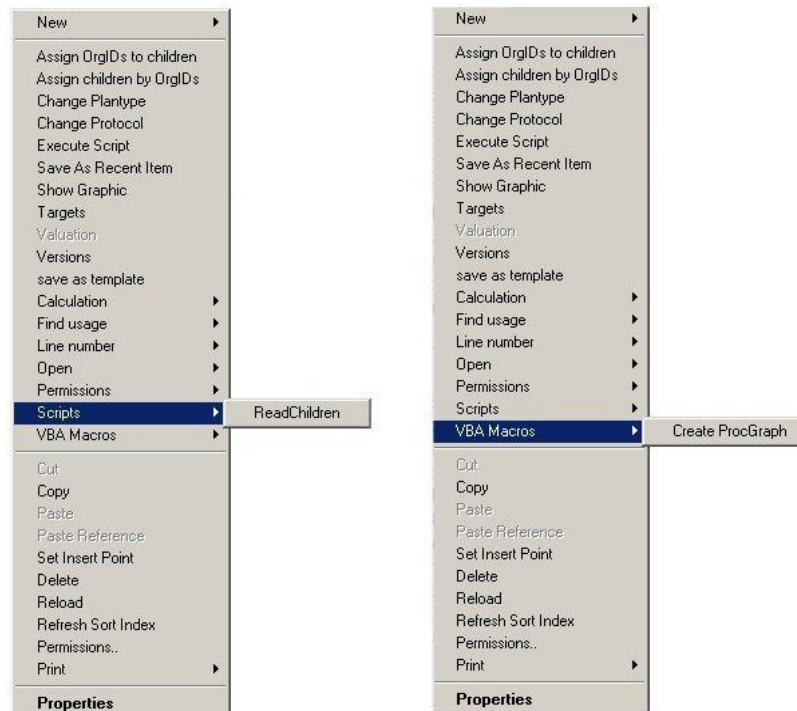 New
Assign OrgIDs to children
Assign children by OrgIDs
Change Plantype
Change Protocol
Execute Script
Save As Recent Item
Show Graphic
Targets
Valuation
Versions
save as template
Calculation
Find usage
Line number
Open
Permissions
Scripts
ReadChildren
VBA Macros
Cut
Copy
Paste
Paste Reference
Set Insert Point
Delete
Reload
Refresh Sort Index
Permissions..
Print
Properties
New
Assign OrgIDs to children
Assign children by OrgIDs
Change Plantype
Change Protocol
Execute Script
Save As Recent Item
Show Graphic
Targets
Valuation
Versions
save as template
Calculation
Find usage
Line number
Open
Permissions
Scripts
VBA Macros
Create ProcGraph
Cut
Copy
Paste
Paste Reference
Set Insert Point
Delete
Reload
Refresh Sort Index
Permissions..
Print
Properties